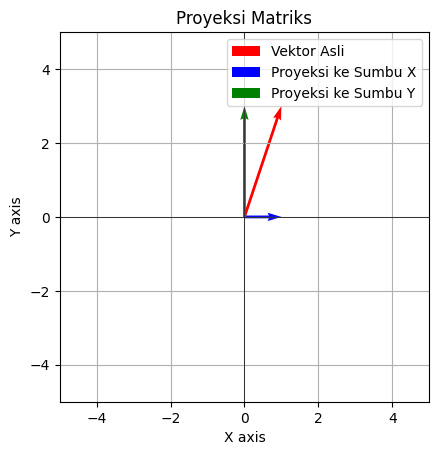 Proyeksi Matriks
Vektor Asli
Proyeksi ke Sumbu X
Proyeksi ke Sumbu Y
4
2
0
−2
−4
Y axis
−4
−2
0
2
4
X axis